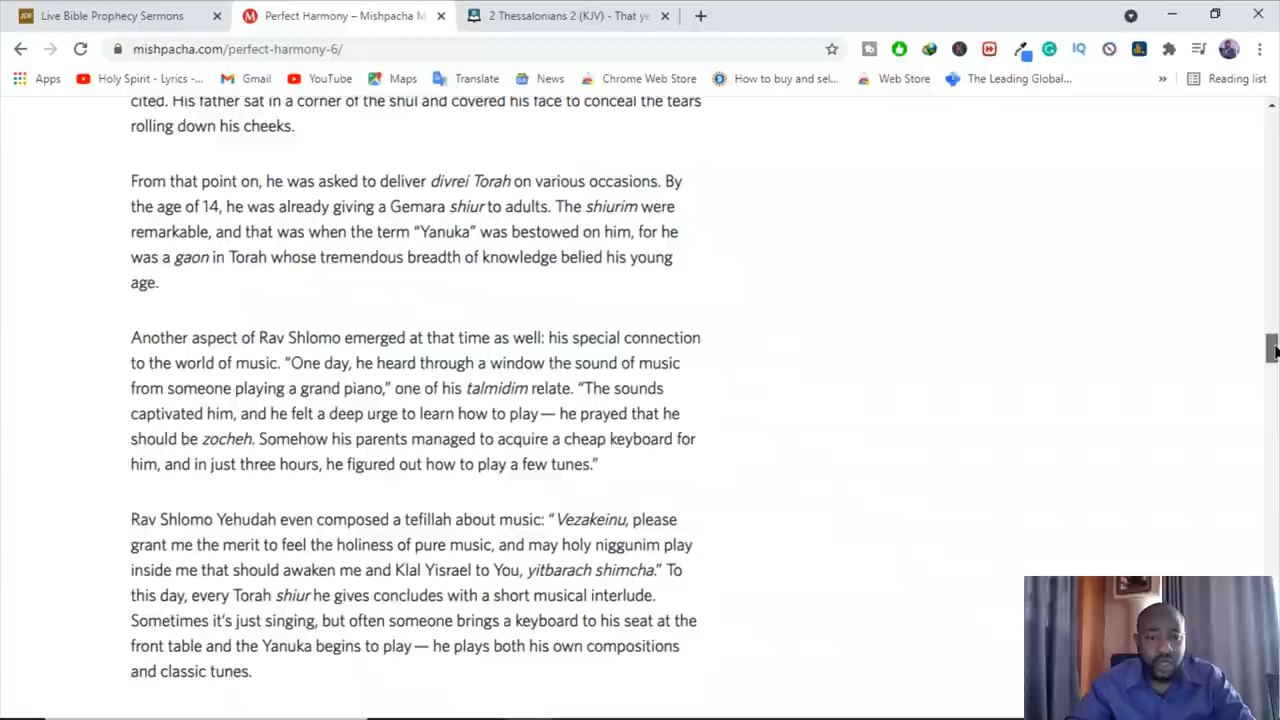 Live Bible Prophecy Sermons
Perfect Harmony – Mishpacha M
2 Thessalonians 2 (KJV) - That ye
mishpacha.com/perfect-harmony-6/
Apps
Holy Spirit - Lyrics -...
Gmail
YouTube
Maps
Translate
News
Chrome Web Store
How to buy and sel...
Web Store
The Leading Global...
»
Reading list
cited. His father sat in a corner of the shul and covered his face to conceal the tears
rolling down his cheeks.
From that point on, he was asked to deliver divrei Torah on various occasions. By
the age of 14, he was already giving a Gemara shiur to adults. The shiurim were
remarkable, and that was when the term “Yanuka” was bestowed on him, for he
was a gaon in Torah whose tremendous breadth of knowledge belied his young
age.
Another aspect of Rav Shlomo emerged at that time as well: his special connection
to the world of music. “One day, he heard through a window the sound of music
from someone playing a grand piano,” one of his talmidim relate. “The sounds
captivated him, and he felt a deep urge to learn how to play — he prayed that he
should be zocheh. Somehow his parents managed to acquire a cheap keyboard for
him, and in just three hours, he figured out how to play a few tunes.”
Rav Shlomo Yehudah even composed a tefillah about music: “Vezakeinu, please
grant me the merit to feel the holiness of pure music, and may holy niggunim play
inside me that should awaken me and Klal Yisrael to You, yitbarach shimcha.” To
this day, every Torah shiur he gives concludes with a short musical interlude.
Sometimes it’s just singing, but often someone brings a keyboard to his seat at the
front table and the Yanuka begins to play — he plays both his own compositions
and classic tunes.